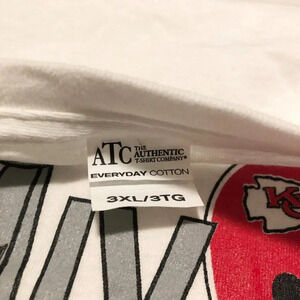 ATC THE AUTHENTIC T-SHIRT COMPANY
EVERYDAY COTTON
3XL/3TG
KC